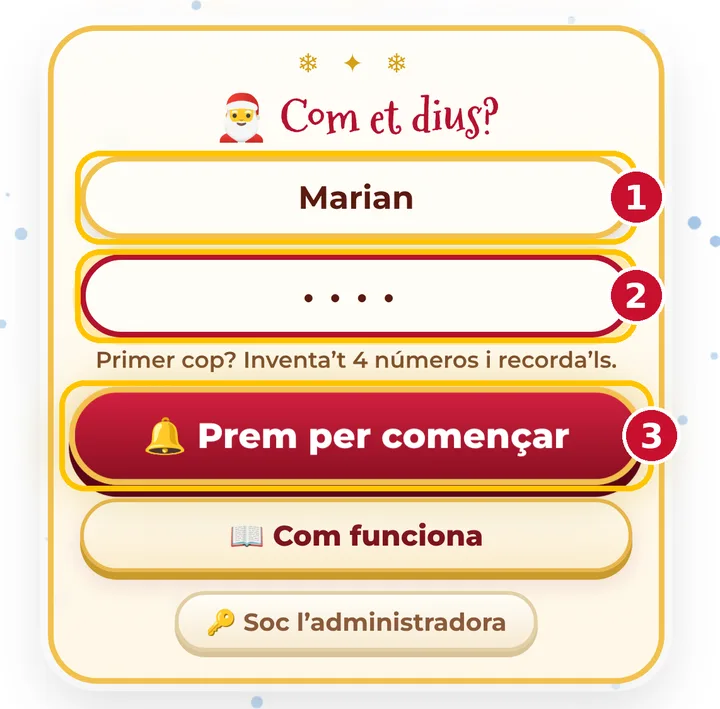 Com et dius?
Marian
1
• • • •
2
Primer cop? Inventa’t 4 números i recorda’ls.
Prem per començar
3
Com funciona
Soc l’administradora